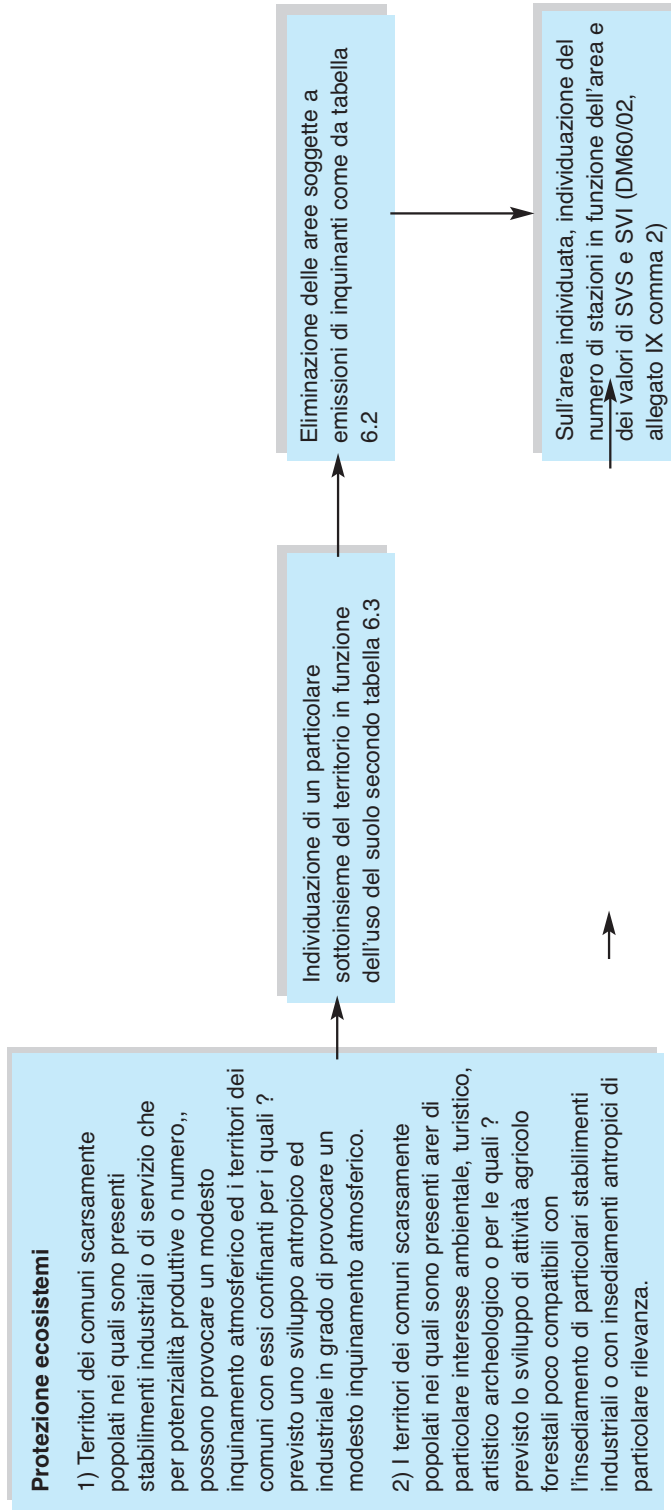 Protezione ecosistemi
1) Territori dei comuni scarsamente
popolati nei quali sono presenti
stabilimenti industriali o di servizio che
per potenzialità produttive o numero,,
possono provocare un modesto
inquinamento atmosferico ed i territori dei
comuni con essi confinanti per i quali ?
previsto uno sviluppo antropico ed
industriale in grado di provocare un
modesto inquinamento atmosferico.
2) I territori dei comuni scarsamente
popolati nei quali sono presenti arer di
particolare interesse ambientale, turistico,
artistico archeologico o per le quali ?
previsto lo sviluppo di attività agricolo
forestali poco compatibili con
l'insediamento di particolari stabilimenti
industriali o con insediamenti antropici di
particolare rilevanza.
Individuazione di un particolare
sottoinsieme del territorio in funzione
dell'uso del suolo secondo tabella 6.3
Eliminazione delle aree soggette a
emissioni di inquinanti come da tabella
6.2
Sull'area individuata, individuazione del
numero di stazioni in funzione dell'area e
dei valori di SVS e SVI (DM60/02,
allegato IX comma 2)